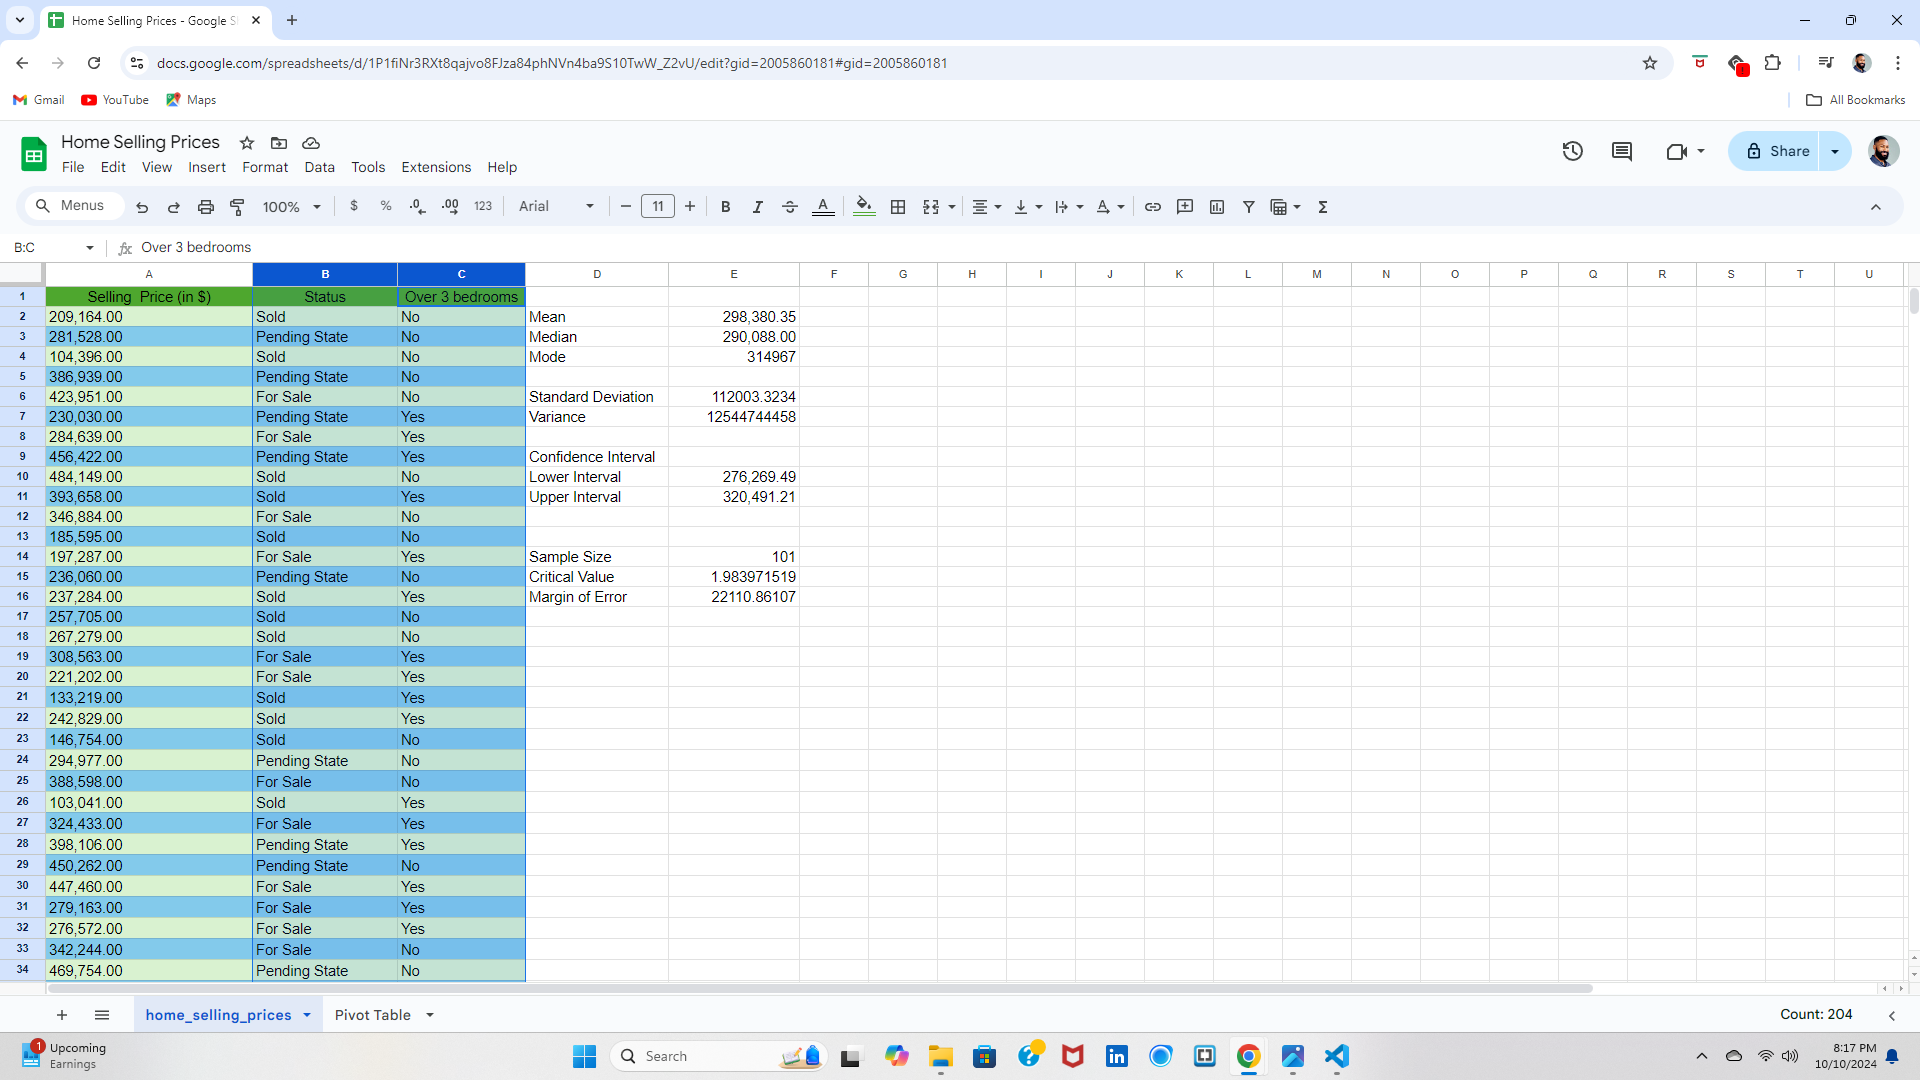 Home Selling Prices - Google S
docs.google.com/spreadsheets/d/1P1fiNr3RXt8qajvo8FJza84phNVn4ba9S10TwW_Z2vU/edit?gid=2005860181#gid=2005860181
Gmail YouTube Maps All Bookmarks
Home Selling Prices
File Edit View Insert Format Data Tools Extensions Help
Share
Menus 100% $ % .0 .00 123 Arial 11 B I A
B:C fx Over 3 bedrooms
A B C D E F G H I J K L M N O P Q R S T U
1 Selling Price (in $) Status Over 3 bedrooms
2 209,164.00 Sold No Mean 298,380.35
3 281,528.00 Pending State No Median 290,088.00
4 104,396.00 Sold No Mode 314967
5 386,939.00 Pending State No
6 423,951.00 For Sale No Standard Deviation 112003.3234
7 230,030.00 Pending State Yes Variance 12544744458
8 284,639.00 For Sale Yes
9 456,422.00 Pending State Yes Confidence Interval
10 484,149.00 Sold No Lower Interval 276,269.49
11 393,658.00 Sold Yes Upper Interval 320,491.21
12 346,884.00 For Sale No
13 185,595.00 Sold No
14 197,287.00 For Sale Yes Sample Size 101
15 236,060.00 Pending State No Critical Value 1.983971519
16 237,284.00 Sold Yes Margin of Error 22110.86107
17 257,705.00 Sold No
18 267,279.00 Sold No
19 308,563.00 For Sale Yes
20 221,202.00 For Sale Yes
21 133,219.00 Sold Yes
22 242,829.00 Sold Yes
23 146,754.00 Sold No
24 294,977.00 Pending State No
25 388,598.00 For Sale No
26 103,041.00 Sold Yes
27 324,433.00 For Sale Yes
28 398,106.00 Pending State Yes
29 450,262.00 Pending State No
30 447,460.00 For Sale Yes
31 279,163.00 For Sale Yes
32 276,572.00 For Sale Yes
33 342,244.00 For Sale No
34 469,754.00 Pending State No
home_selling_prices Pivot Table Count: 204
1 Upcoming
Earnings
Search
8:17 PM
10/10/2024